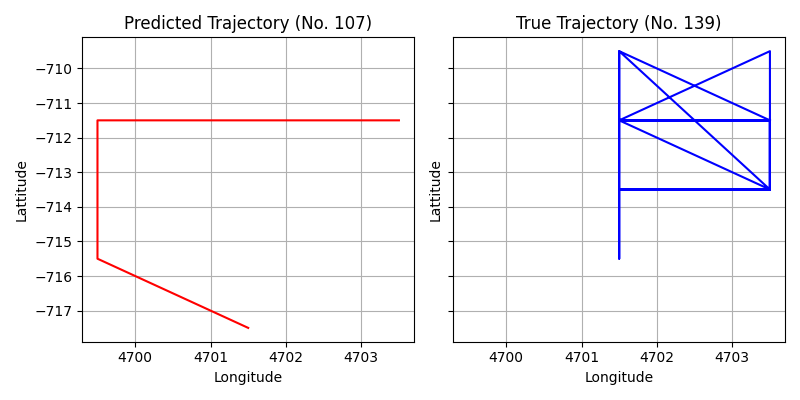 Predicted Trajectory (No. 107)
True Trajectory (No. 139)
Lattitude
−710
−711
−712
−713
−714
−715
−716
−717
4700
4701
4702
4703
Longitude
Lattitude
4700
4701
4702
4703
Longitude